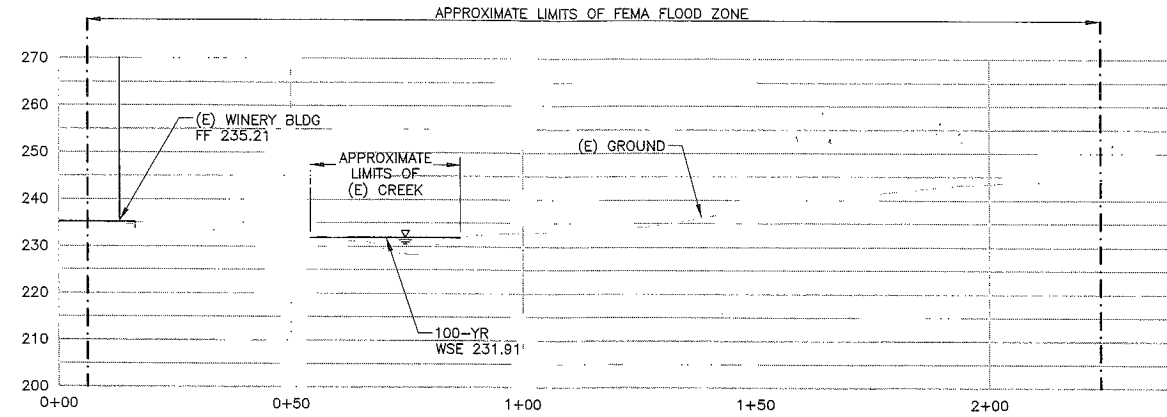 APPROXIMATE LIMITS OF FEMA FLOOD ZONE
270
260
(E) WINERY BLDG
FF 235.21
250
(E) GROUND
APPROXIMATE
LIMITS OF
(E) CREEK
240
230
220
100-YR
WSE 231.91'
210
200
0+00
0+50
1+00
1+50
2+00